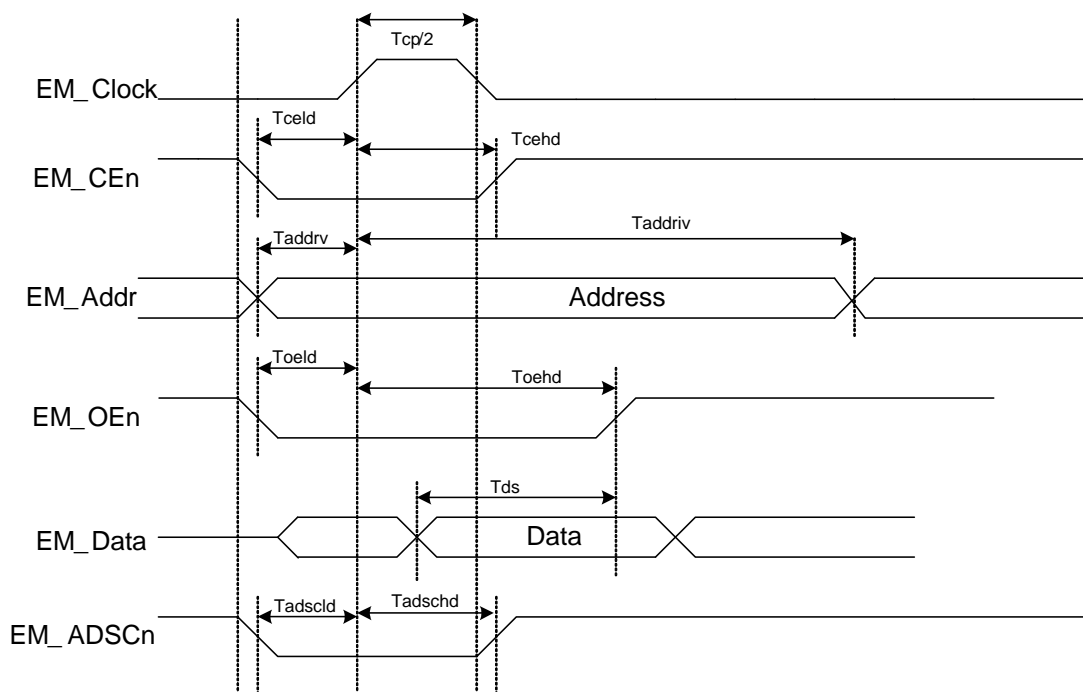 Tcp/2
EM_Clock
Tceld
Tcehd
EM_CEn
Taddrv
Taddriv
EM_Addr
Address
Toeld
Toehd
EM_OEn
Tds
EM_Data
Data
Tadscld
Tadschd
EM_ADSCn